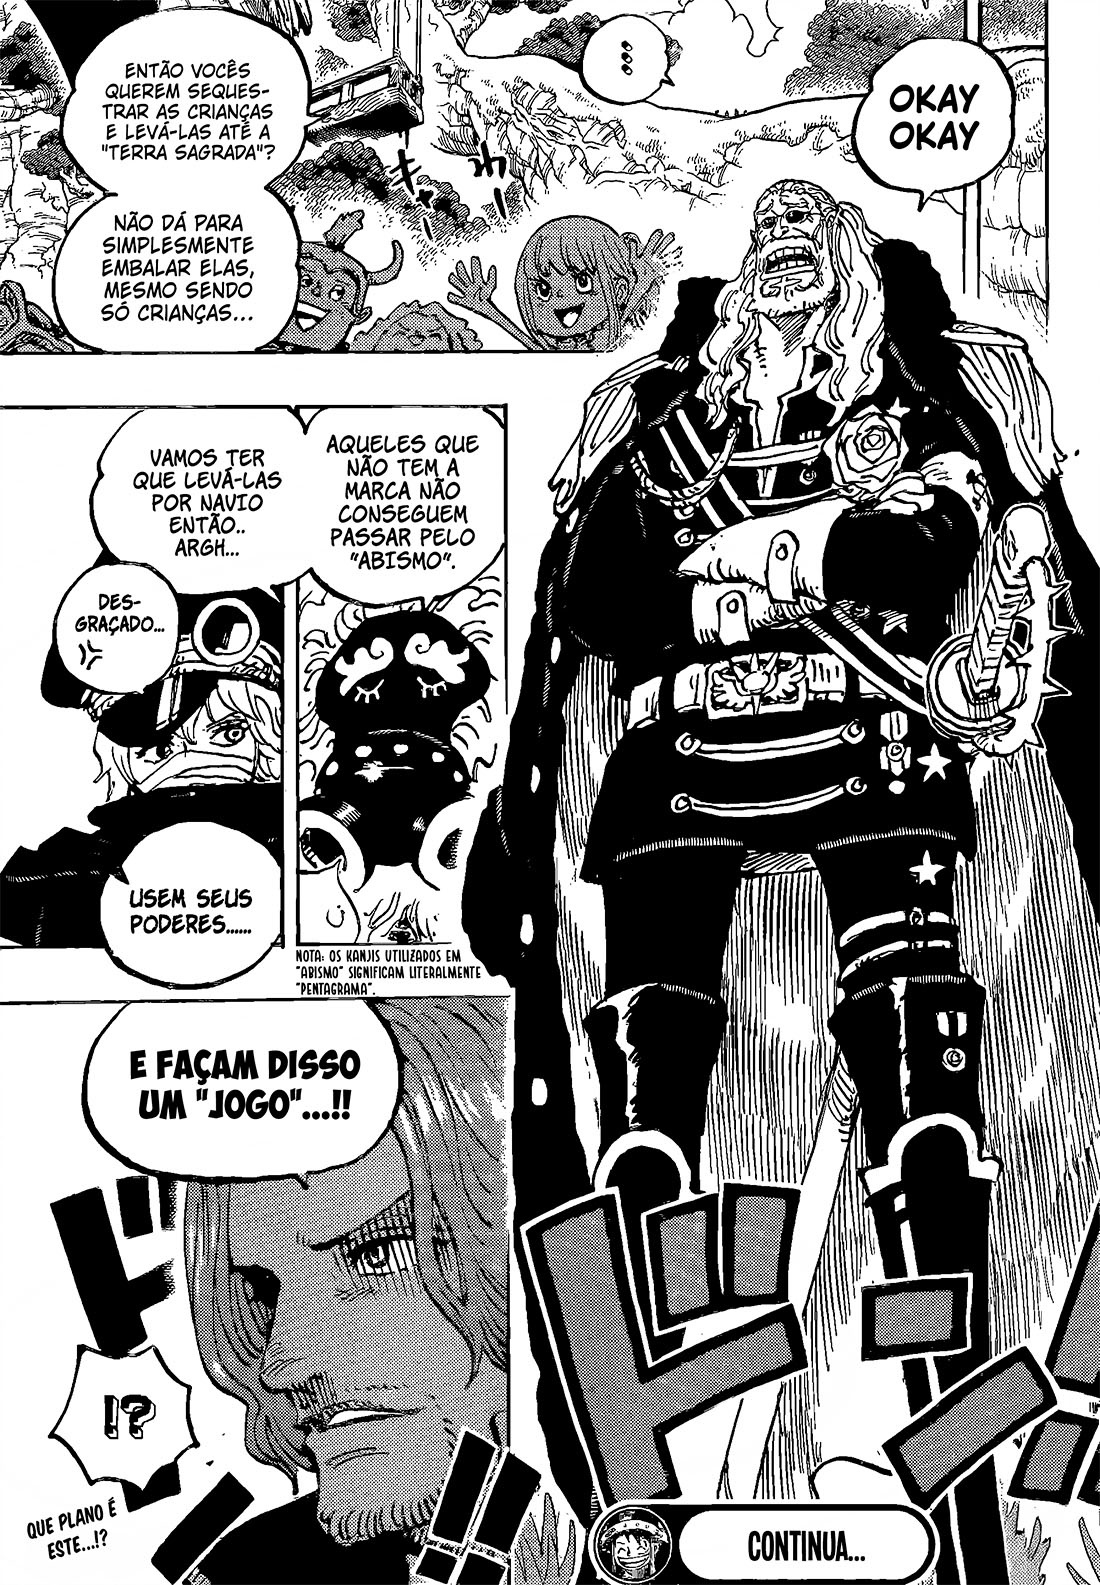 OKAY
OKAY
...
ENTÃO VOCÊS
QUEREM SEQUES-
TRAR AS CRIANÇAS
E LEVÁ-LAS ATÉ A
"TERRA SAGRADA"?
NÃO DÁ PARA
SIMPLESMENTE
EMBALAR ELAS,
MESMO SENDO
SÓ CRIANÇAS...
AQUELES QUE
NÃO TEM A
MARCA NÃO
CONSEGUEM
PASSAR PELO
"ABISMO".
VAMOS TER
QUE LEVÁ-LAS
POR NAVIO
ENTÃO..
ARGH...
DES-
GRAÇADO...
USEM SEUS
PODERES......
NOTA: OS KANJIS UTILIZADOS EM
"ABISMO" SIGNIFICAM LITERALMENTE
"PENTAGRAMA".
E FAÇAM DISSO
UM "JOGO"...!!
ド
!?
QUE PLANO É
ESTE...!?
!!
ドン
CONTINUA...